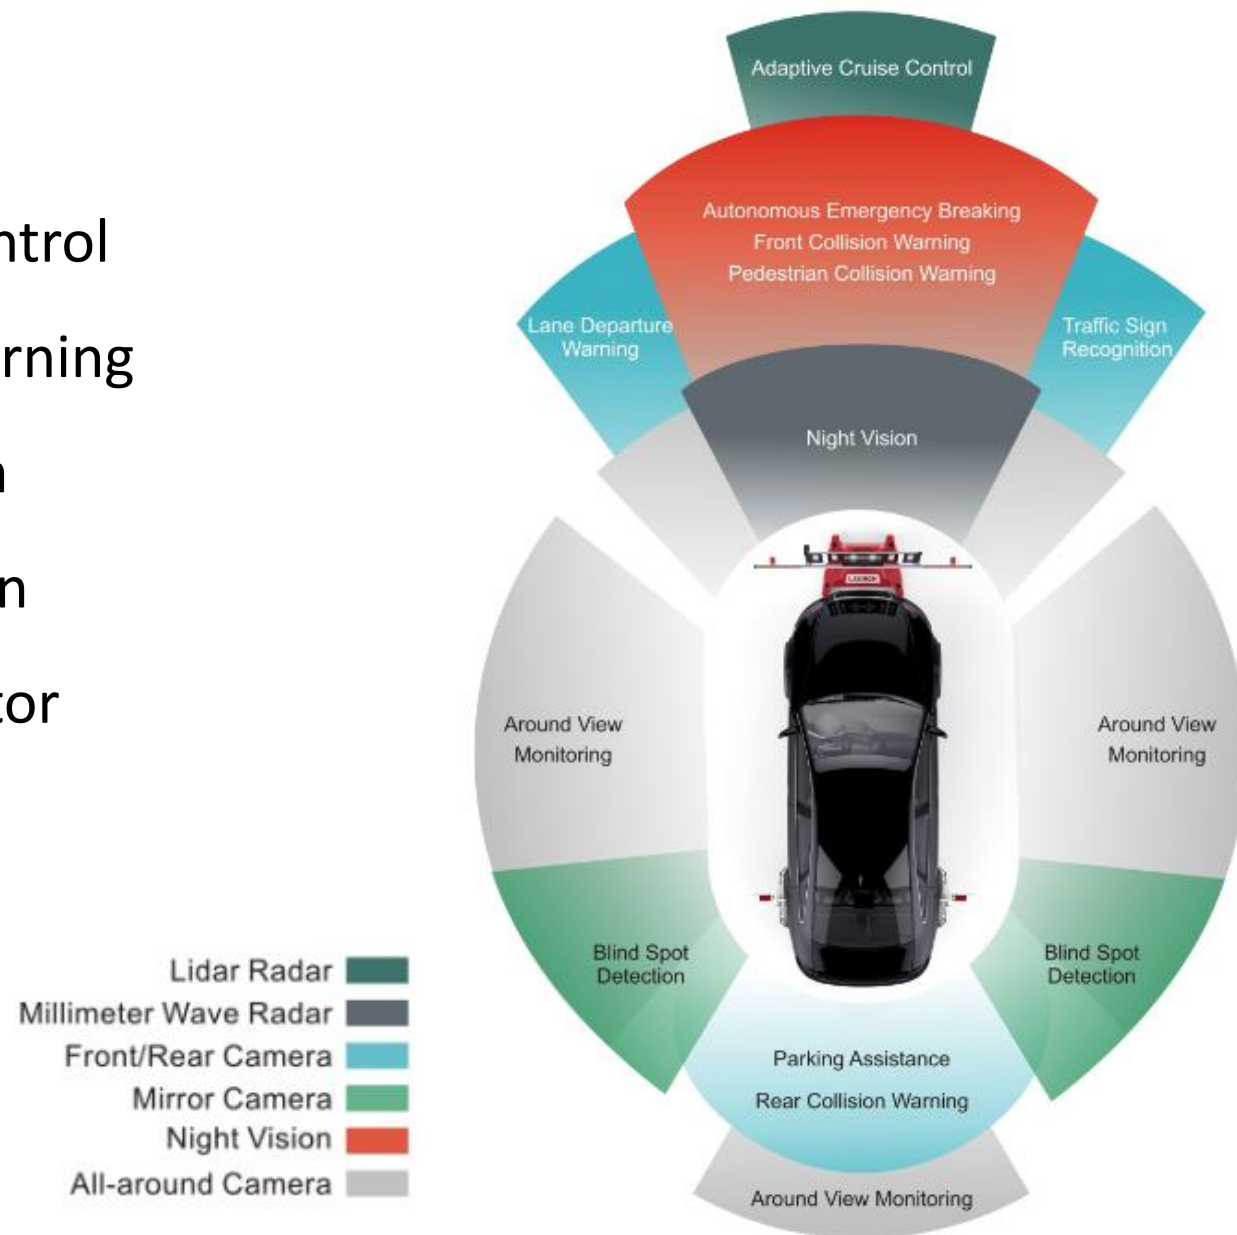 ntrol
rning
n
tor
Adaptive Cruise Control
Autonomous Emergency Breaking
Front Collision Warning
Pedestrian Collision Warning
Lane Departure
Warning
Traffic Sign
Recognition
Night Vision
LAUNCH
Around View
Monitoring
Around View
Monitoring
Blind Spot
Detection
Blind Spot
Detection
Parking Assistance
Rear Collision Warning
Around View Monitoring
Lidar Radar
Millimeter Wave Radar
Front/Rear Camera
Mirror Camera
Night Vision
All-around Camera